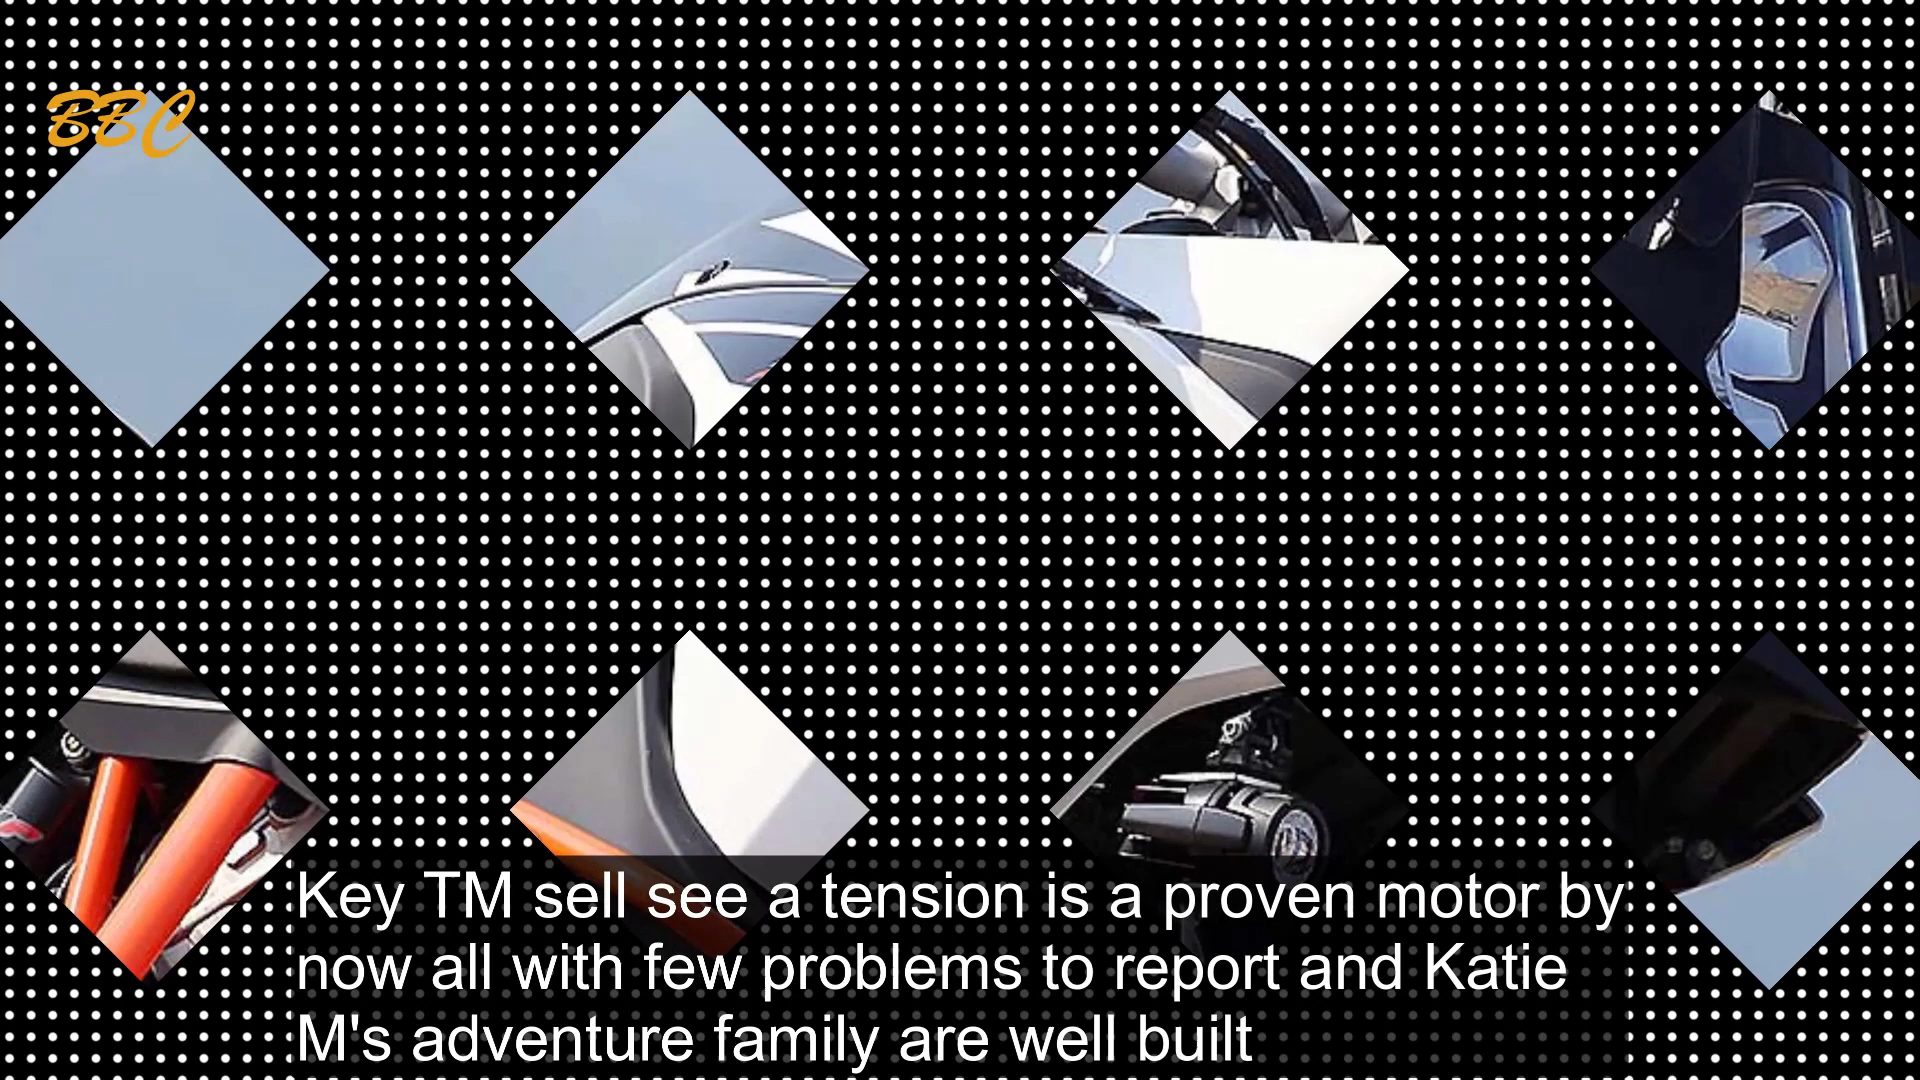 BBC
Key TM sell see a tension is a proven motor by
now all with few problems to report and Katie
M's adventure family are well built